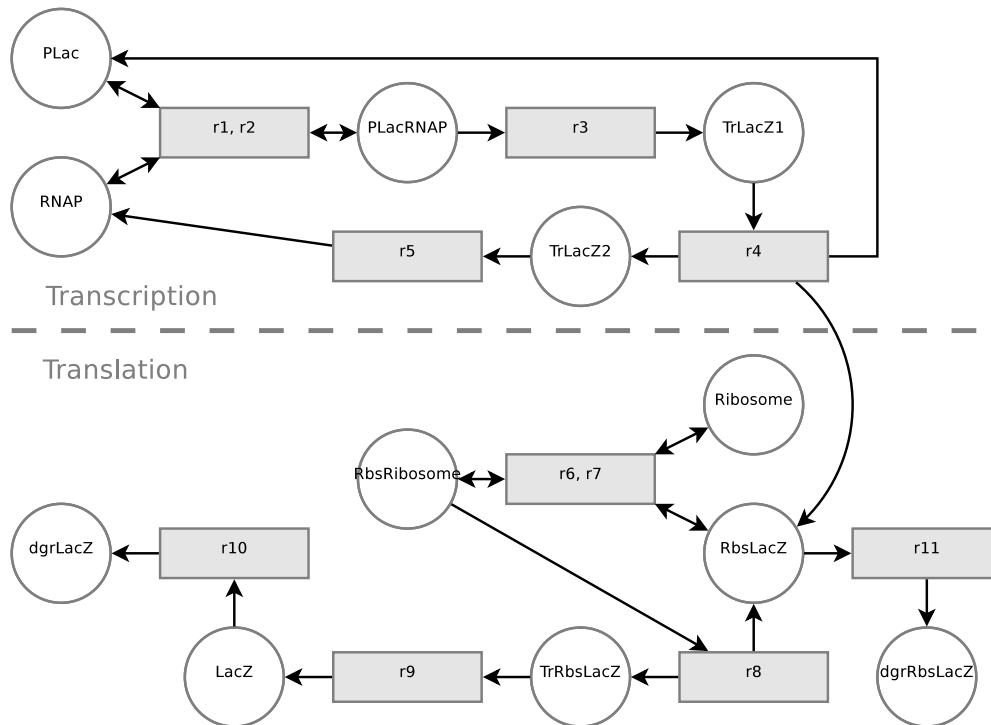 PLac
r1, r2
PLacRNAP
r3
TrLacZ1
RNAP
r5
TrLacZ2
r4
Transcription
Translation
Ribosome
RbsRibosome
r6, r7
dgrLacZ
r10
RbsLacZ
r11
LacZ
r9
TrRbsLacZ
r8
dgrRbsLacZ